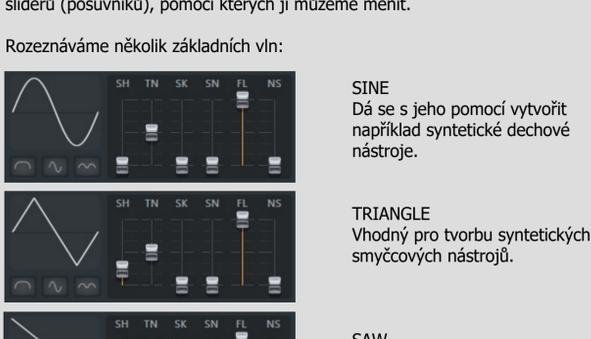 sliderů (posuvníků), pomocí kterých ji můžeme měnit.
Rozeznáváme několik základních vln:
SH TN SK SN FL NS
SINE
Dá se s jeho pomocí vytvořit
například syntetické dechové
nástroje.
SH TN SK SN FL NS
TRIANGLE
Vhodný pro tvorbu syntetických
smyčcových nástrojů.
SH TN SK SN FL NS
SAW